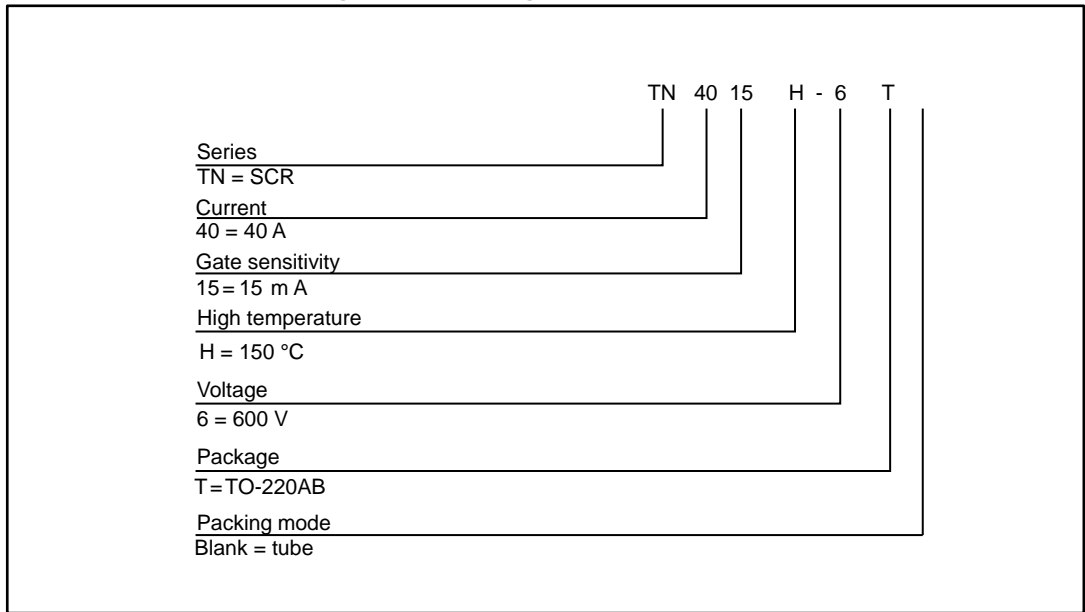 TN 40 15 H - 6 T
Series
TN = SCR
Current
40 = 40 A
Gate sensitivity
15 = 15 m A
High temperature
H = 150 °C
Voltage
6 = 600 V
Package
T = TO-220AB
Packing mode
Blank = tube